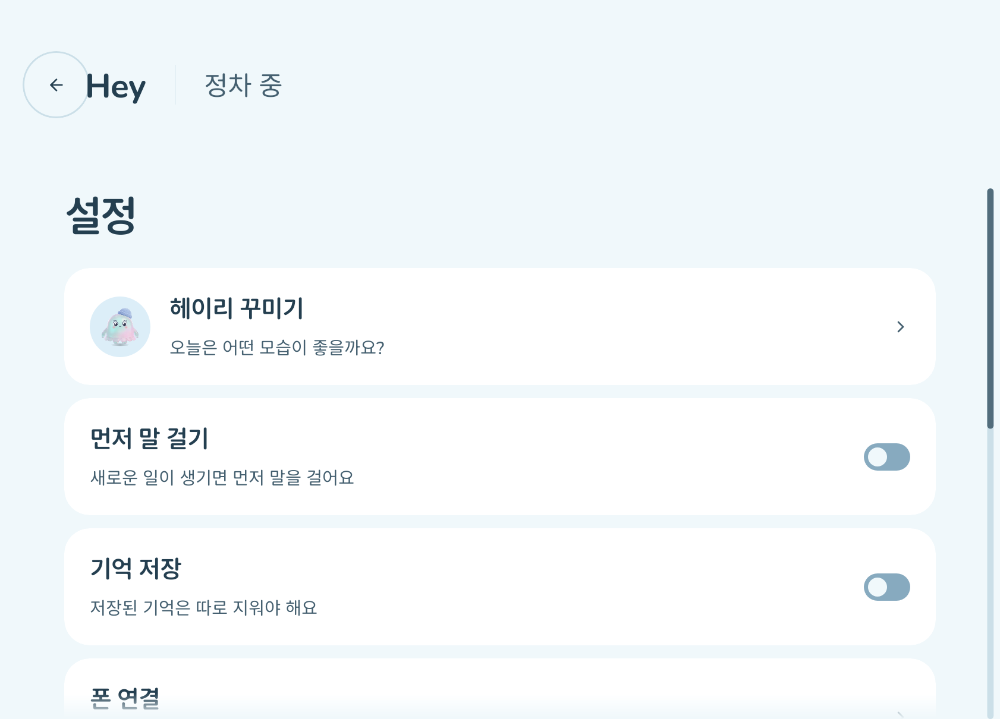 Hey
정차 중
설정
헤이리 꾸미기
오늘은 어떤 모습이 좋을까요?
먼저 말 걸기
새로운 일이 생기면 먼저 말을 걸어요
기억 저장
저장된 기억은 따로 지워야 해요
폰 연결